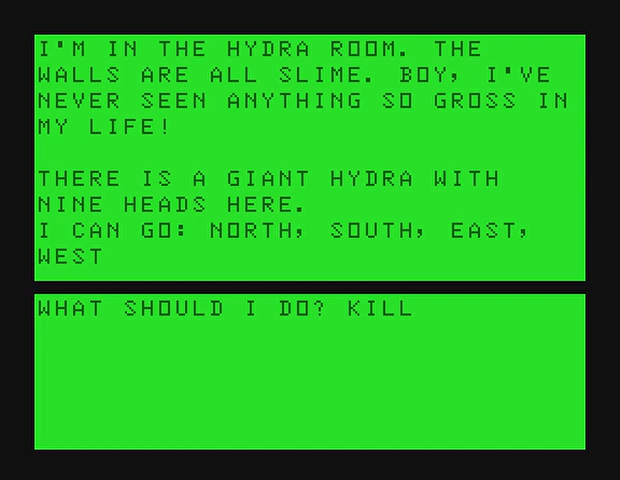 I'M IN THE HYDRA ROOM. THE
WALLS ARE ALL SLIME. BOY, I'VE
NEVER SEEN ANYTHING SO GROSS IN
MY LIFE!
THERE IS A GIANT HYDRA WITH
NINE HEADS HERE.
I CAN GO: NORTH, SOUTH, EAST,
WEST
WHAT SHOULD I DO? KILL